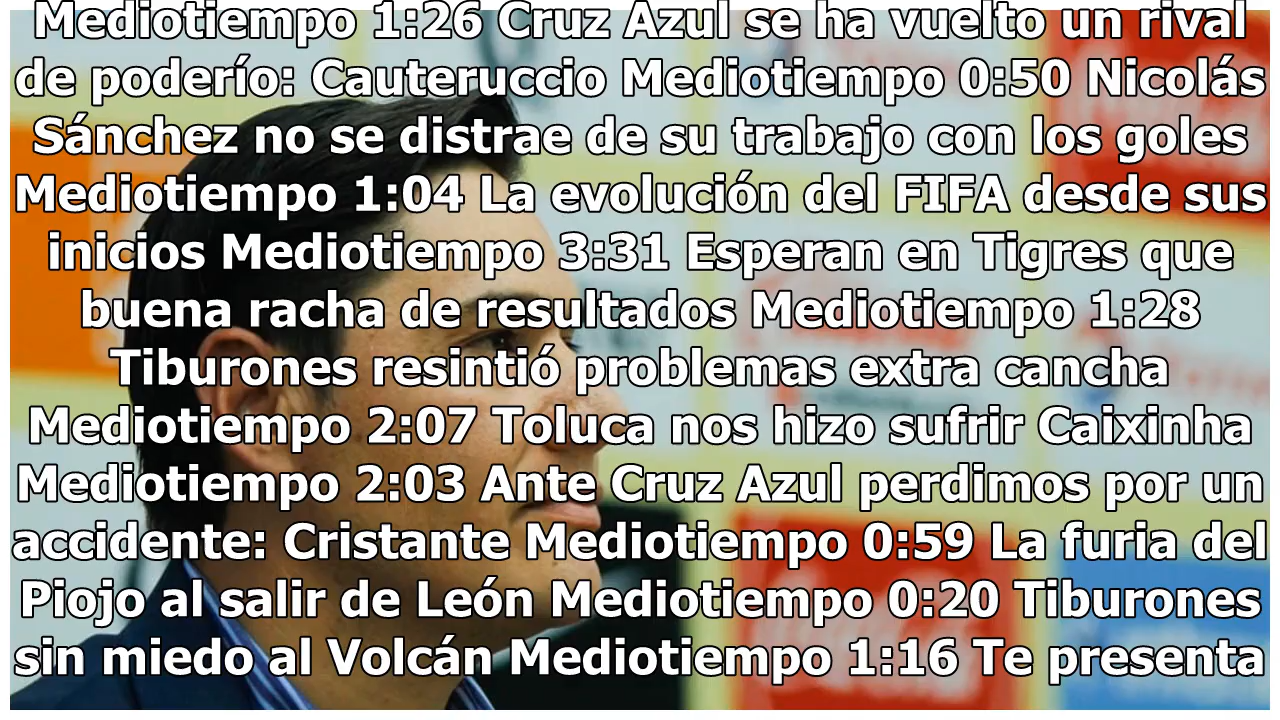 Mediotiempo 1:26 Cruz Azul se ha vuelto un rival
de poderío: Cauteruccio Mediotiempo 0:50 Nicolás
Sánchez no se distrae de su trabajo con los goles
Mediotiempo 1:04 La evolución del FIFA desde sus
inicios Mediotiempo 3:31 Esperan en Tigres que
buena racha de resultados Mediotiempo 1:28
Tiburones resintió problemas extra cancha
Mediotiempo 2:07 Toluca nos hizo sufrir Caixinha
Mediotiempo 2:03 Ante Cruz Azul perdimos por un
accidente: Cristante Mediotiempo 0:59 La furia del
Piojo al salir de León Mediotiempo 0:20 Tiburones
sin miedo al Volcán Mediotiempo 1:16 Te presenta